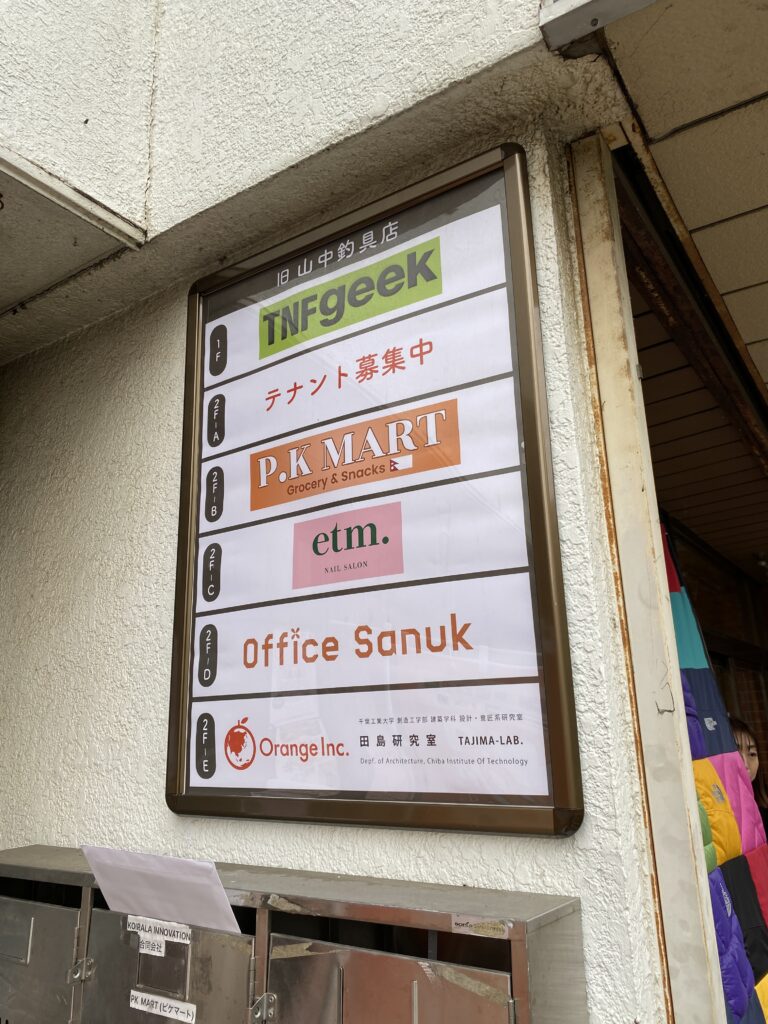 旧 山中釣具店
1F
TNFgeek
2F-A
テナント募集中
2F-B
P.K MART
Grocery & Snacks
2F-C
etm.
NAIL SALON
2F-D
Office Sanuk
2F-E
Orange Inc.
千葉工業大学 創造工学部 建築学科 設計・意匠系研究室
田島研究室 TAJIMA-LAB.
Dept. of Architecture, Chiba Institute Of Technology
KOIRALA INNOVATION
合同会社
PK MART (ピケマート)